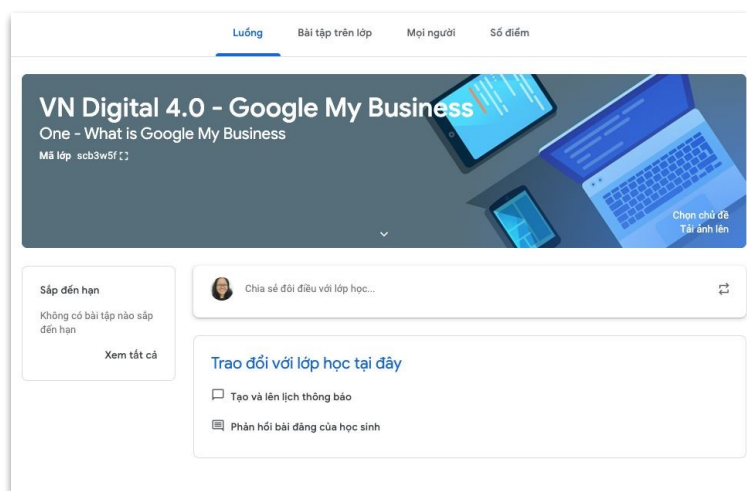 Luồng Bài tập trên lớp Mọi người Số điểm
VN Digital 4.0 - Google My Business
One - What is Google My Business
Mã lớp scb3w5f
Chọn chủ đề
Tải ảnh lên
Sắp đến hạn
Không có bài tập nào sắp
đến hạn
Xem tất cả
Chia sẻ đôi điều với lớp học...
Trao đổi với lớp học tại đây
Tạo và lên lịch thông báo
Phản hồi bài đăng của học sinh